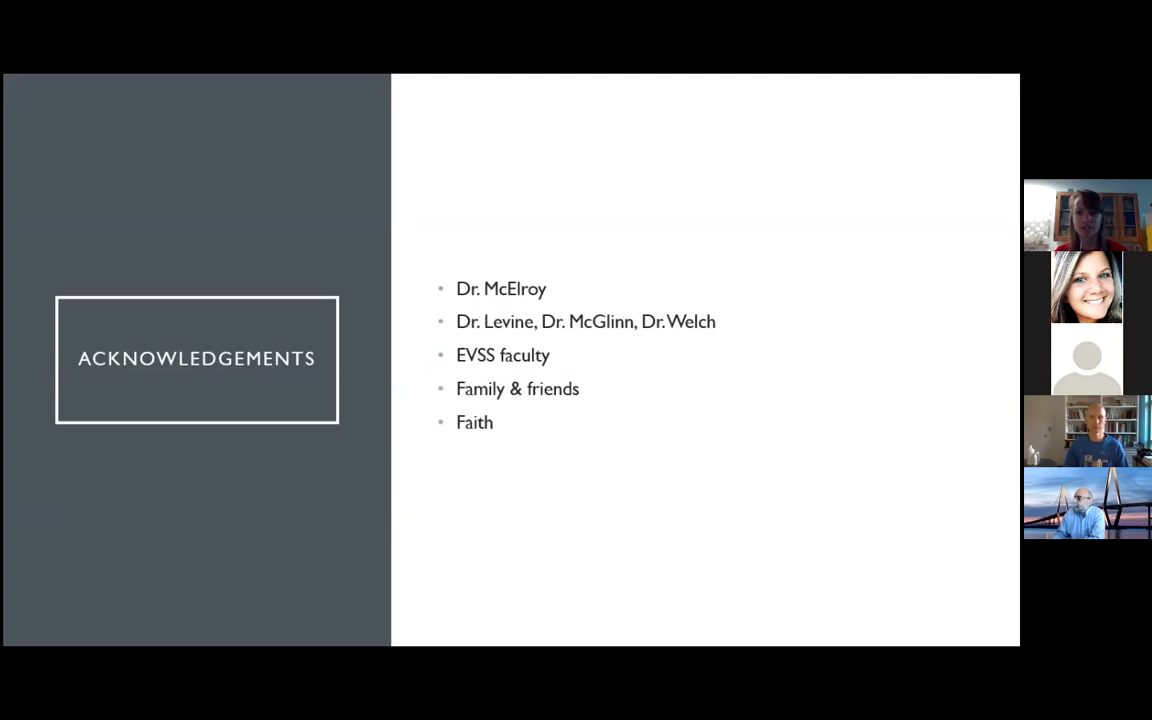 ACKNOWLEDGEMENTS
Dr. McElroy
Dr. Levine, Dr. McGlinn, Dr. Welch
EVSS faculty
Family & friends
Faith